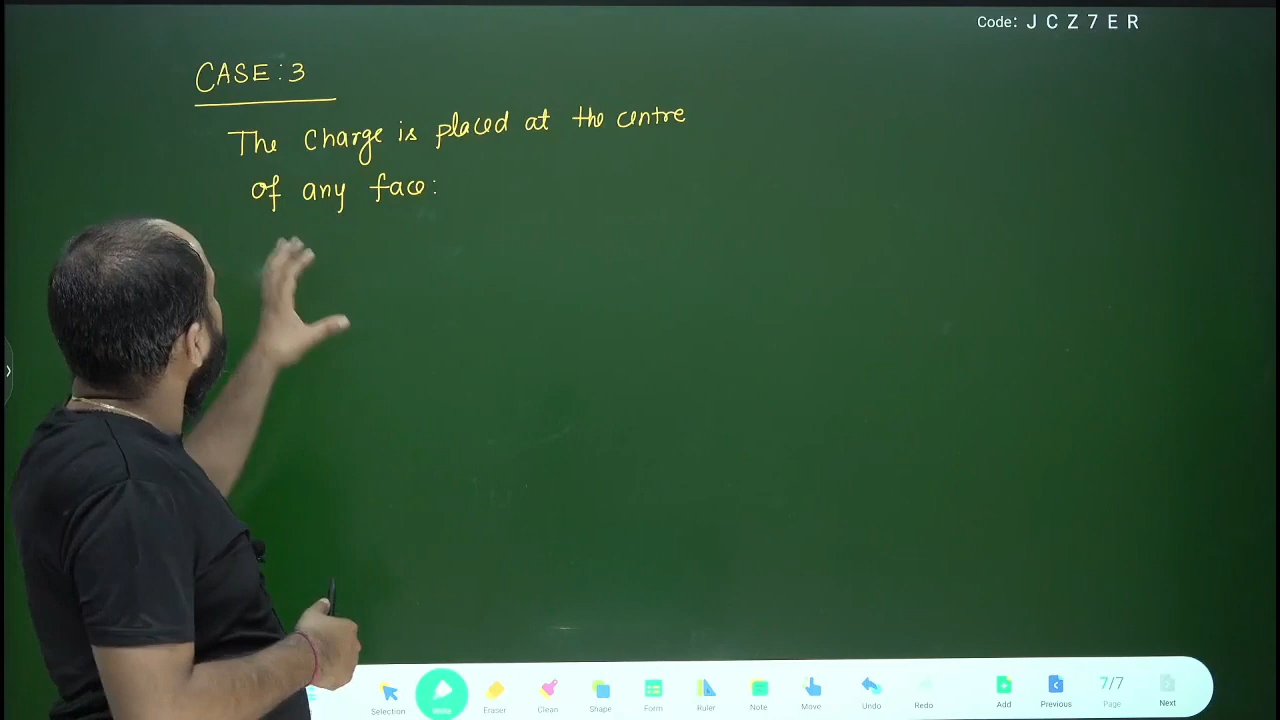 Code: J C Z 7 E R
CASE: 3
The Charge is placed at the centre
of any face:
Selection
Write
Eraser
Clean
Shape
Form
Ruler
Note
Move
Undo
Redo
Add
Previous
7/7
Page
Next